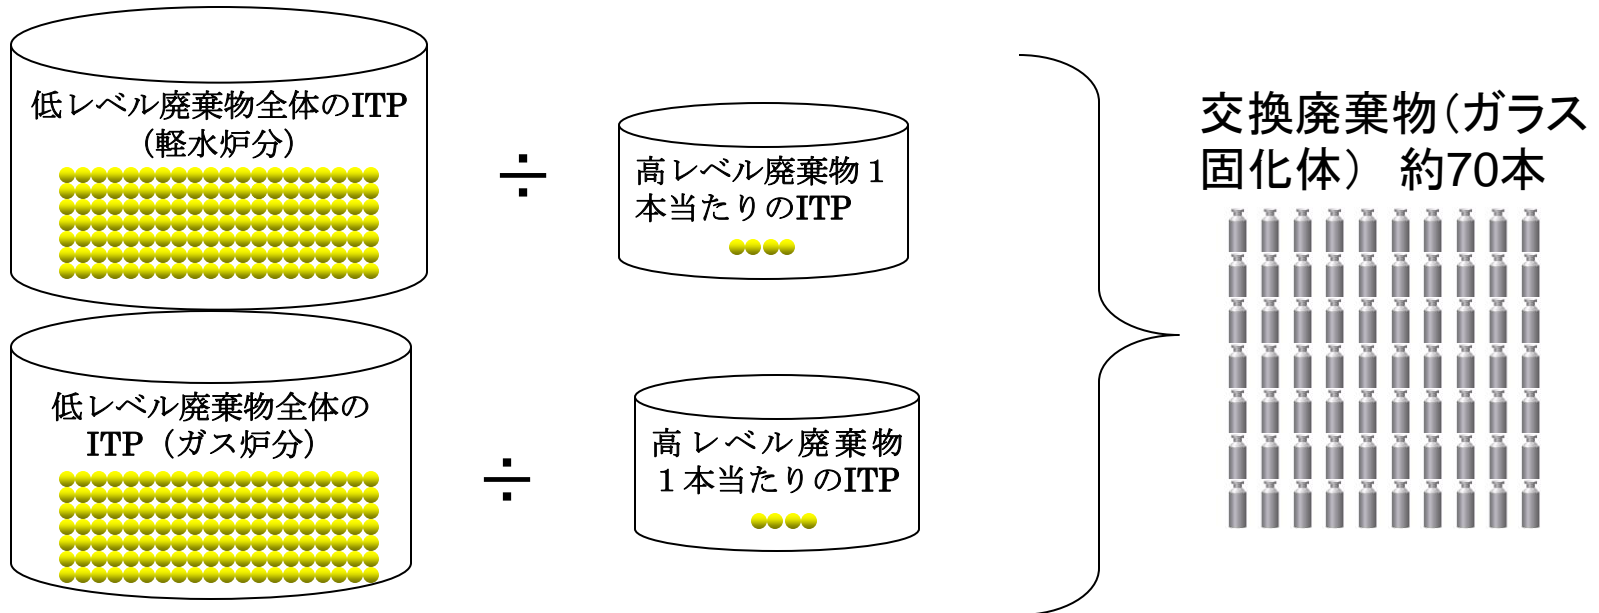 低レベル廃棄物全体のITP
（軽水炉分）
÷
高レベル廃棄物１
本当たりのITP
低レベル廃棄物全体の
ITP（ガス炉分）
÷
高レベル廃棄物
１本当たりのITP
交換廃棄物（ガラス
固化体）　約70本